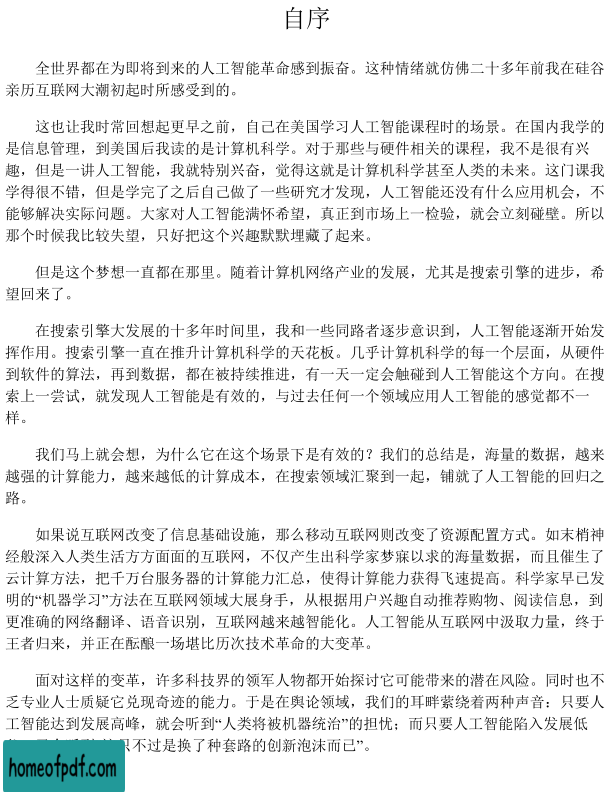 自序
全世界都在为即将到来的人工智能革命感到振奋。这种情绪就仿佛二十多年前我在硅谷
亲历互联网大潮初起时所感受到的。
这也让我时常回想起更早之前，自己在美国学习人工智能课程时的场景。在国内我学的
是信息管理，到美国后我读的是计算机科学。对于那些与硬件相关的课程，我不是很有兴
趣，但是一讲人工智能，我就特别兴奋，觉得这就是计算机科学甚至人类的未来。这门课我
学得很不错，但是学完了之后自己做了一些研究才发现，人工智能还没有什么应用机会，不
能够解决实际问题。大家对人工智能满怀希望，真正到市场上一检验，就会立刻碰壁。所以
那个时候我比较失望，只好把这个兴趣默默埋藏了起来。
但是这个梦想一直都在那里。随着计算机网络产业的发展，尤其是搜索引擎的进步，希
望回来了。
在搜索引擎大发展的十多年时间里，我和一些同路者逐步意识到，人工智能逐渐开始发
挥作用。搜索引擎一直在推升计算机科学的天花板。几乎计算机科学的每一个层面，从硬件
到软件的算法，再到数据，都在被持续推进，有一天一定会触碰到人工智能这个方向。在搜
索上一尝试，就发现人工智能是有效的，与过去任何一个领域应用人工智能的感觉都不一
样。
我们马上就会想，为什么它在这个场景下是有效的？我们的总结是，海量的数据，越来
越强的计算能力，越来越低的计算成本，在搜索领域汇聚到一起，铺就了人工智能的回归之
路。
如果说互联网改变了信息基础设施，那么移动互联网则改变了资源配置方式。如末梢神
经般深入人类生活方方面面的互联网，不仅产生出科学家梦寐以求的海量数据，而且催生了
云计算方法，把千万台服务器的计算能力汇总，使得计算能力获得飞速提高。科学家早已发
明的“机器学习”方法在互联网领域大展身手，从根据用户兴趣自动推荐购物、阅读信息，到
更准确的网络翻译、语音识别，互联网越来越智能化。人工智能从互联网中汲取力量，终于
王者归来，并正在酝酿一场堪比历次技术革命的大变革。
面对这样的变革，许多科技界的领军人物都开始探讨它可能带来的潜在风险。同时也不
乏专业人士质疑它兑现奇迹的能力。于是在舆论领域，我们的耳畔萦绕着两种声音：只要人
工智能达到发展高峰，就会听到“人类将被机器统治”的担忧；而只要人工智能陷入发展低
只不过是换了种套路的创新泡沫而已”。
homeofpdf.com